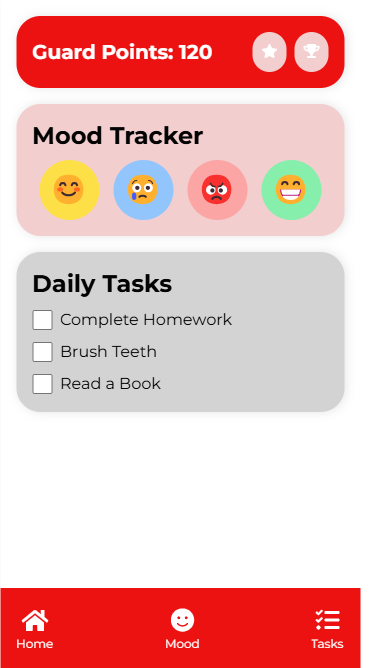 Guard Points: 120
Mood Tracker
Daily Tasks
Complete Homework
Brush Teeth
Read a Book
Home
Mood
Tasks